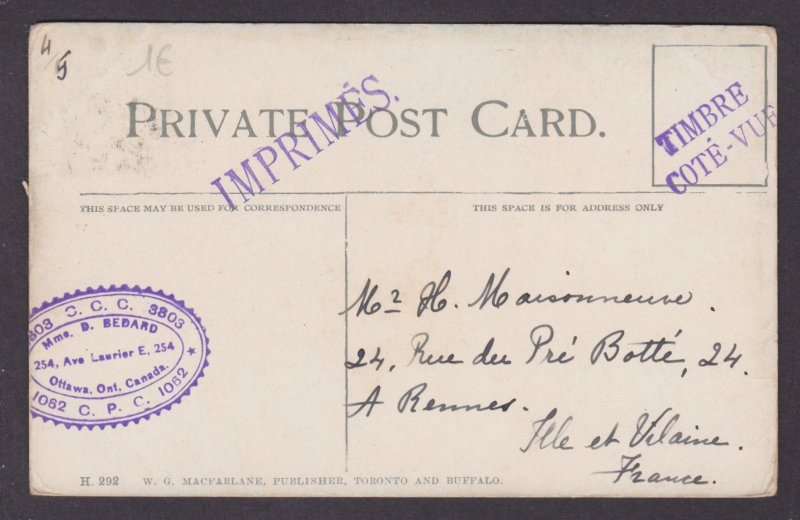 4
5
1€
PRIVATE POST CARD.
IMPRIMÉS.
TIMBRE
COTÉ-VUE
THIS SPACE MAY BE USED FOR CORRESPONDENCE
THIS SPACE IS FOR ADDRESS ONLY
3803 C. C. C. 3803
Mme. D. BEDARD
254, Ave Laurier E, 254
Ottawa, Ont, Canada.
1062 C. P. C. 1062
Mr H. Maisonneuve.
24, Rue du Pré Botté, 24.
A Rennes.
Ille et Vilaine.
France.
H. 292 W. G. MACFARLANE, PUBLISHER, TORONTO AND BUFFALO.